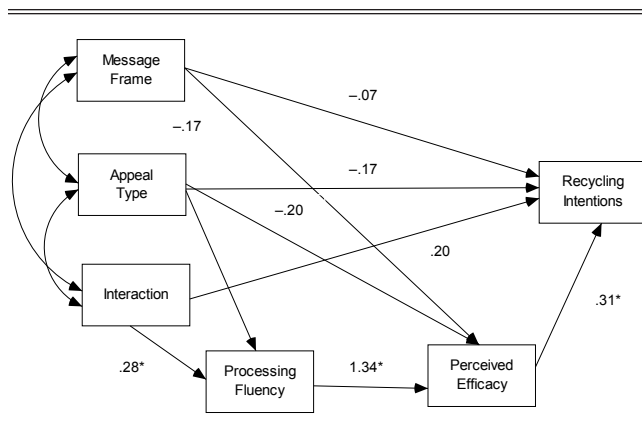 Message
Frame
–.07
–.17
Appeal
Type
–.17
Recycling
Intentions
–.20
.20
Interaction
.31*
.28*
Processing
Fluency
1.34*
Perceived
Efficacy